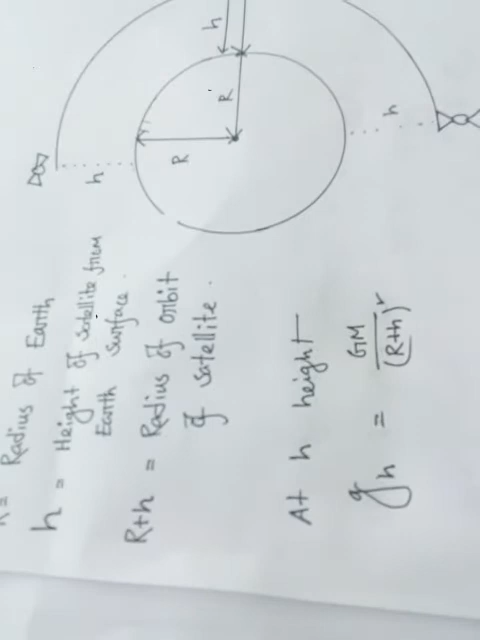 h
R
R
h
h
= Radius of Earth
h = Height of satellite from
Earth surface.
R+h = Radius of orbit
of satellite.
At h height
gh = GM
(R+h)²